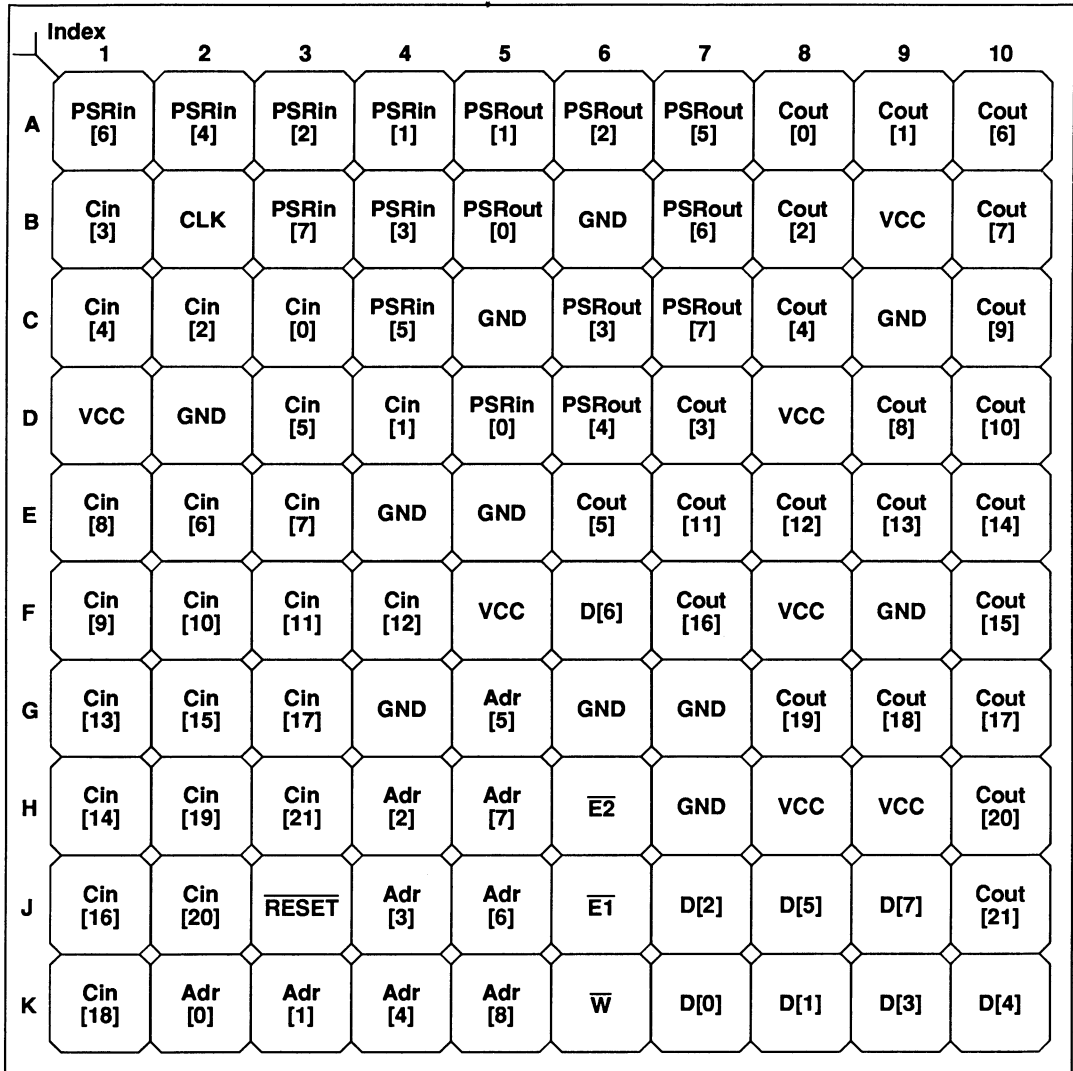 Index
1 2 3 4 5 6 7 8 9 10
A PSRin [6] PSRin [4] PSRin [2] PSRin [1] PSRout [1] PSRout [2] PSRout [5] Cout [0] Cout [1] Cout [6]
B Cin [3] CLK PSRin [7] PSRin [3] PSRout [0] GND PSRout [6] Cout [2] VCC Cout [7]
C Cin [4] Cin [2] Cin [0] PSRin [5] GND PSRout [3] PSRout [7] Cout [4] GND Cout [9]
D VCC GND Cin [5] Cin [1] PSRin [0] PSRout [4] Cout [3] VCC Cout [8] Cout [10]
E Cin [8] Cin [6] Cin [7] GND GND Cout [5] Cout [11] Cout [12] Cout [13] Cout [14]
F Cin [9] Cin [10] Cin [11] Cin [12] VCC D[6] Cout [16] VCC GND Cout [15]
G Cin [13] Cin [15] Cin [17] GND Adr [5] GND GND Cout [19] Cout [18] Cout [17]
H Cin [14] Cin [19] Cin [21] Adr [2] Adr [7] E̅2̅ GND VCC VCC Cout [20]
J Cin [16] Cin [20] R̅E̅S̅E̅T̅ Adr [3] Adr [6] E̅1̅ D[2] D[5] D[7] Cout [21]
K Cin [18] Adr [0] Adr [1] Adr [4] Adr [8] W̅ D[0] D[1] D[3] D[4]